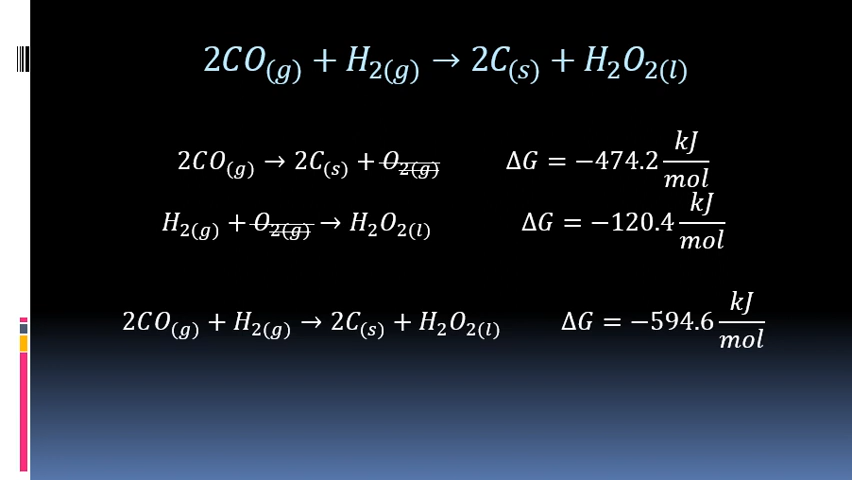 2CO(g) + H2(g) → 2C(s) + H2O2(l)
2CO(g) → 2C(s) + O2(g) ΔG = −474.2 kJ/mol
H2(g) + O2(g) → H2O2(l) ΔG = −120.4 kJ/mol
2CO(g) + H2(g) → 2C(s) + H2O2(l) ΔG = −594.6 kJ/mol